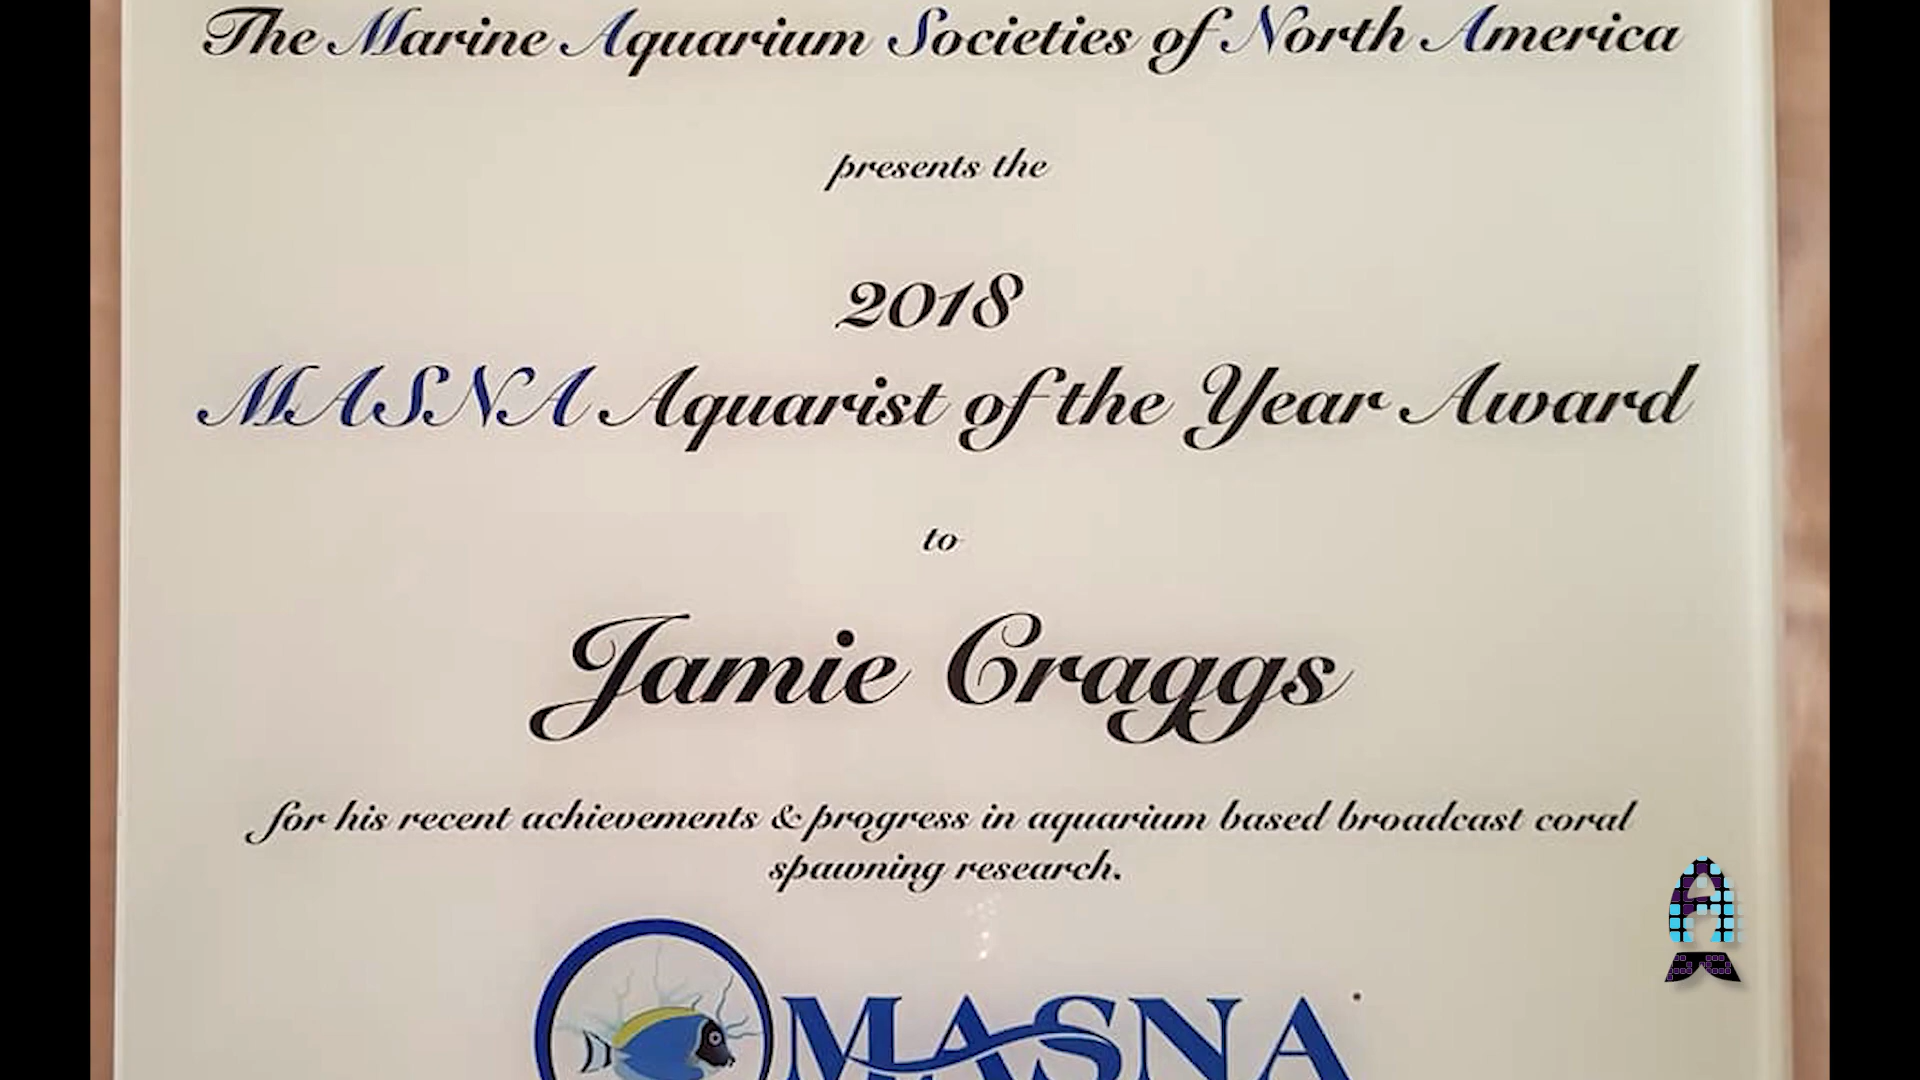 The Marine Aquarium Societies of North America
presents the
2018
MASNA Aquarist of the Year Award
to
Jamie Craggs
for his recent achievements & progress in aquarium based broadcast coral
spawning research.
MASNA